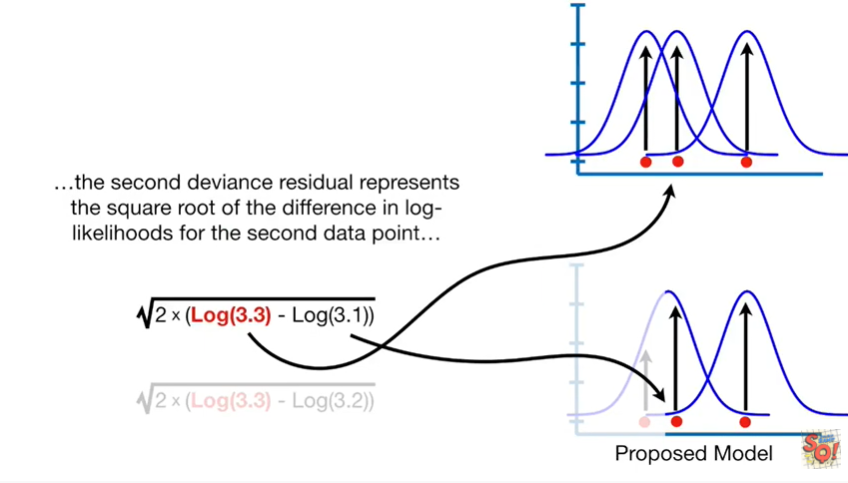 …the second deviance residual represents
the square root of the difference in log-
likelihoods for the second data point…
√2 × (Log(3.3) - Log(3.1))
√2 × (Log(3.3) - Log(3.2))
Proposed Model
SQ!